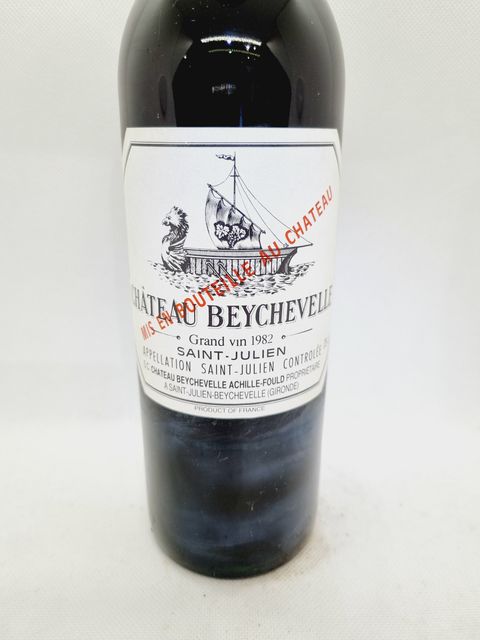 MIS EN BOUTEILLE AU CHATEAU
CHÂTEAU BEYCHEVELLE
Grand vin 1982
SAINT-JULIEN
APPELLATION SAINT-JULIEN CONTROLÉE
S.C. CHATEAU BEYCHEVELLE ACHILLE-FOULD PROPRIETAIRE
A SAINT-JULIEN-BEYCHEVELLE (GIRONDE)
PRODUCT OF FRANCE